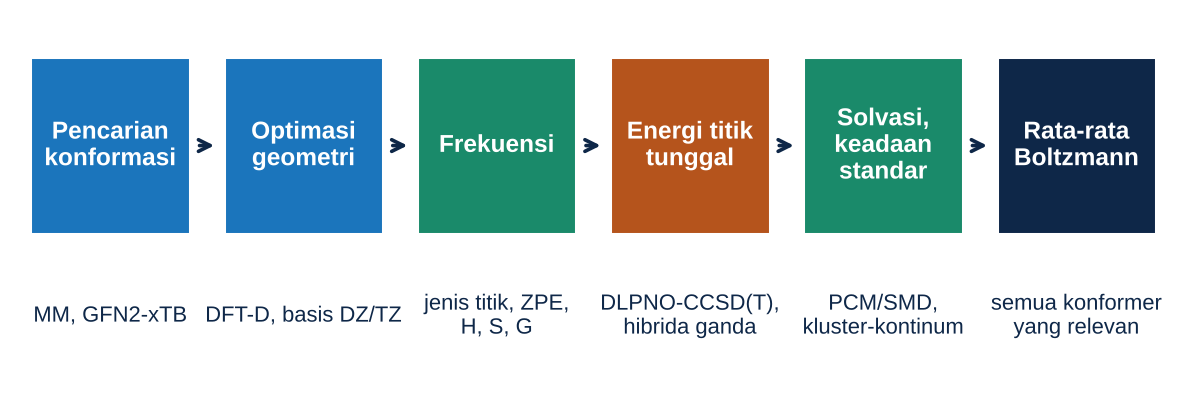 Pencarian
konformasi
Optimasi
geometri
Frekuensi
Energi titik
tunggal
Solvasi,
keadaan
standar
Rata-rata
Boltzmann
MM, GFN2-xTB
DFT-D, basis DZ/TZ
jenis titik, ZPE,
H, S, G
DLPNO-CCSD(T),
hibrida ganda
PCM/SMD,
kluster-kontinum
semua konformer
yang relevan